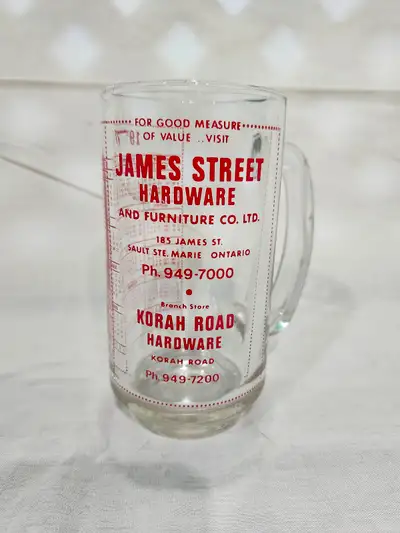 FOR GOOD MEASURE
OF VALUE ... VISIT
JAMES STREET
HARDWARE
AND FURNITURE CO. LTD.
185 JAMES ST.
SAULT STE. MARIE ONTARIO
Ph. 949-7000
Branch Store
KORAH ROAD
HARDWARE
KORAH ROAD
Ph. 949-7200